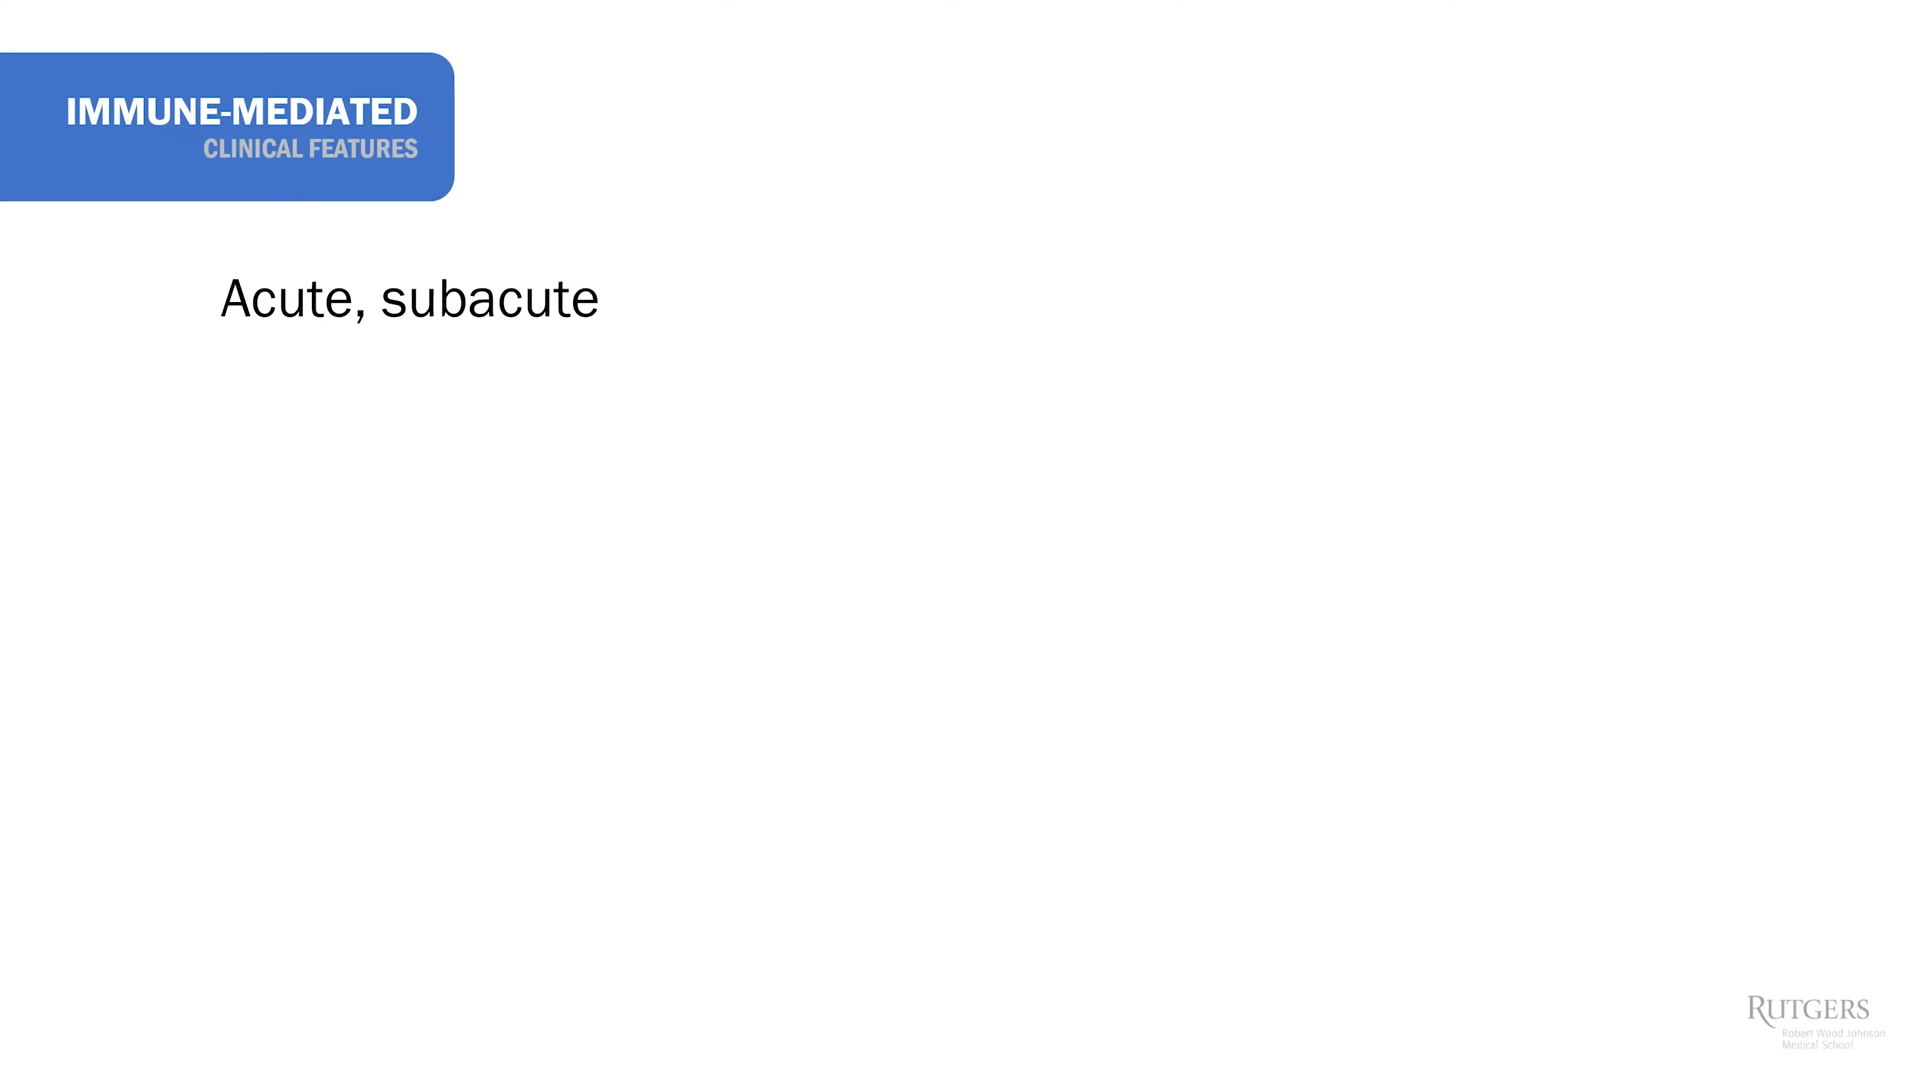 IMMUNE-MEDIATED
CLINICAL FEATURES
Acute, subacute
RUTGERS
Robert Wood Johnson
Medical School